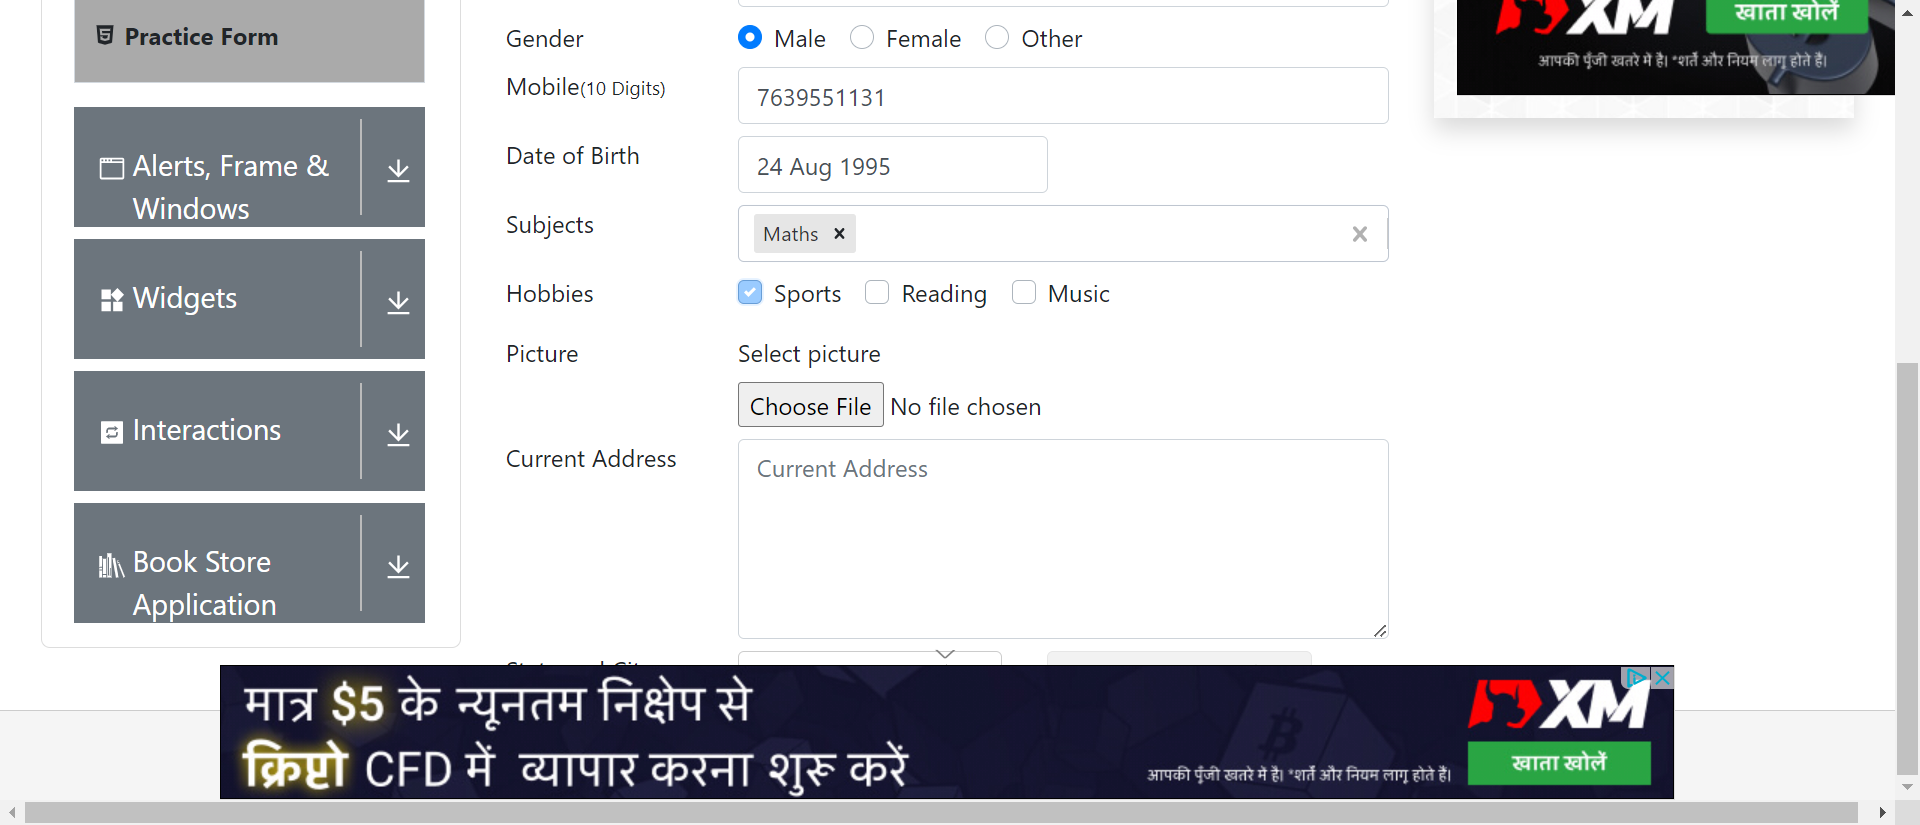 Practice Form
Alerts, Frame &
Windows
Widgets
Interactions
Book Store
Application
Gender
Male
Female
Other
Mobile(10 Digits)
7639551131
Date of Birth
24 Aug 1995
Subjects
Maths
Hobbies
Sports
Reading
Music
Picture
Select picture
Choose File No file chosen
Current Address
Current Address
XM
खाता खोलें
आपकी पूँजी खतरे में है। *शर्तें और नियम लागू होते हैं।
मात्र $5 के न्यूनतम निक्षेप से
क्रिप्टो CFD में व्यापार करना शुरू करें
आपकी पूँजी खतरे में है। *शर्तें और नियम लागू होते हैं।
XM
खाता खोलें